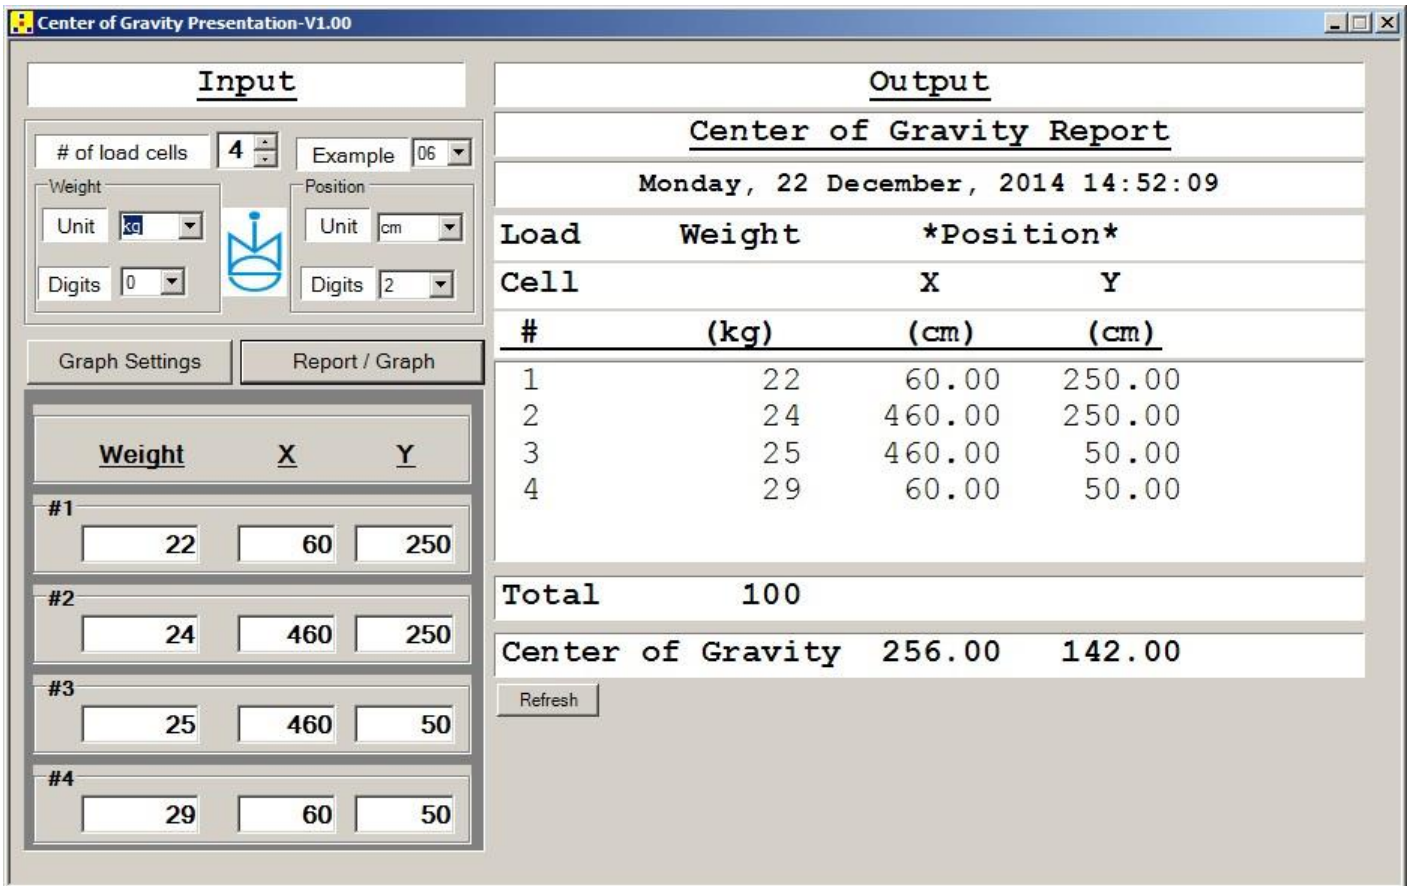 Center of Gravity Presentation-V1.00
Input
# of load cells 4 Example 06
Weight Position
Unit kg Unit cm
Digits 0 Digits 2
Graph Settings Report / Graph
Weight X Y
#1
22 60 250
#2
24 460 250
#3
25 460 50
#4
29 60 50
Output
Center of Gravity Report
Monday, 22 December, 2014 14:52:09
Load Weight *Position*
Cell X Y
# (kg) (cm) (cm)
1 22 60.00 250.00
2 24 460.00 250.00
3 25 460.00 50.00
4 29 60.00 50.00
Total 100
Center of Gravity 256.00 142.00
Refresh